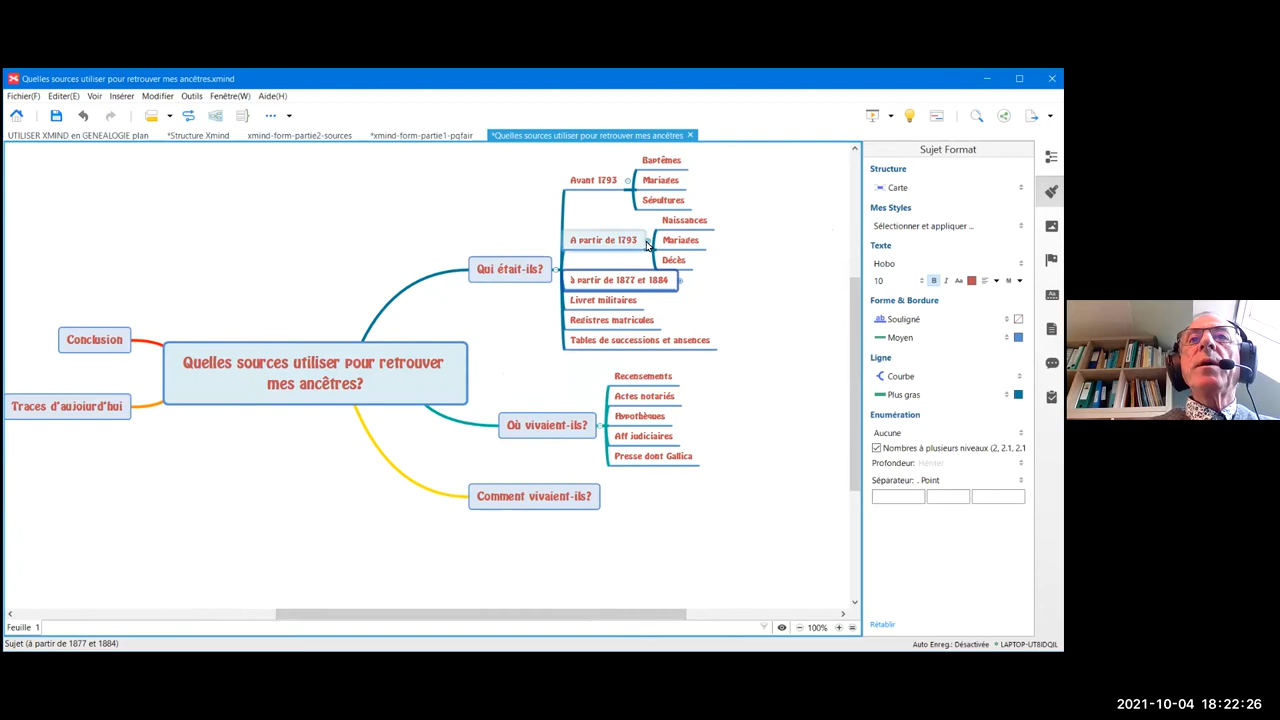 Quelles sources utiliser pour retrouver mes ancêtres.xmind
Fichier(F) Editer(E) Voir Insérer Modifier Outils Fenêtre(W) Aide(H)
UTILISER XMIND en GENEALOGIE plan
*Structure Xmind
xmind-form-partie2-sources
*xmind-form-partie1-pgfair
*Quelles sources utiliser pour retrouver mes ancêtres
Baptêmes
Avant 1793
Mariages
Sépultures
Naissances
A partir de 1793
Mariages
Décès
Qui était-ils?
à partir de 1877 et 1884
Livret militaires
Registres matricules
Tables de successions et absences
Conclusion
Quelles sources utiliser pour retrouver
mes ancêtres?
Traces d'aujourd'hui
Recensements
Actes notariés
Hypothèques
Où vivaient-ils?
Aff judiciaires
Presse dont Gallica
Comment vivaient-ils?
Sujet Format
Structure
Carte
Mes Styles
Sélectionner et appliquer ...
Texte
Hobo
10 B I Aa M
Forme & Bordure
Souligné
Moyen
Ligne
Courbe
Plus gras
Enumération
Aucune
Nombres à plusieurs niveaux (2, 2.1, 2.1
Profondeur: Hériter
Séparateur: . Point
Rétablir
Feuille 1
100%
Sujet (à partir de 1877 et 1884)
Auto Enreg.: Désactivée
LAPTOP-UT8IDQIL
2021-10-04 18:22:26